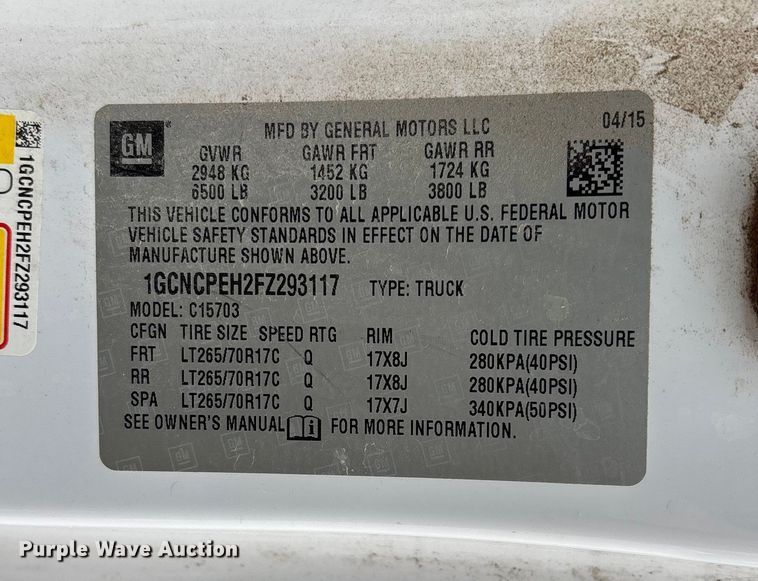 GM
MFD BY GENERAL MOTORS LLC
04/15
GVWR GAWR FRT GAWR RR
2948 KG 1452 KG 1724 KG
6500 LB 3200 LB 3800 LB
THIS VEHICLE CONFORMS TO ALL APPLICABLE U.S. FEDERAL MOTOR
VEHICLE SAFETY STANDARDS IN EFFECT ON THE DATE OF
MANUFACTURE SHOWN ABOVE.
1GCNCPEH2FZ293117 TYPE: TRUCK
MODEL: C15703
CFGN TIRE SIZE SPEED RTG RIM COLD TIRE PRESSURE
FRT LT265/70R17C Q 17X8J 280KPA(40PSI)
RR LT265/70R17C Q 17X8J 280KPA(40PSI)
SPA LT265/70R17C Q 17X7J 340KPA(50PSI)
SEE OWNER'S MANUAL i FOR MORE INFORMATION.
1GCNCPEH2FZ293117
Purple Wave Auction